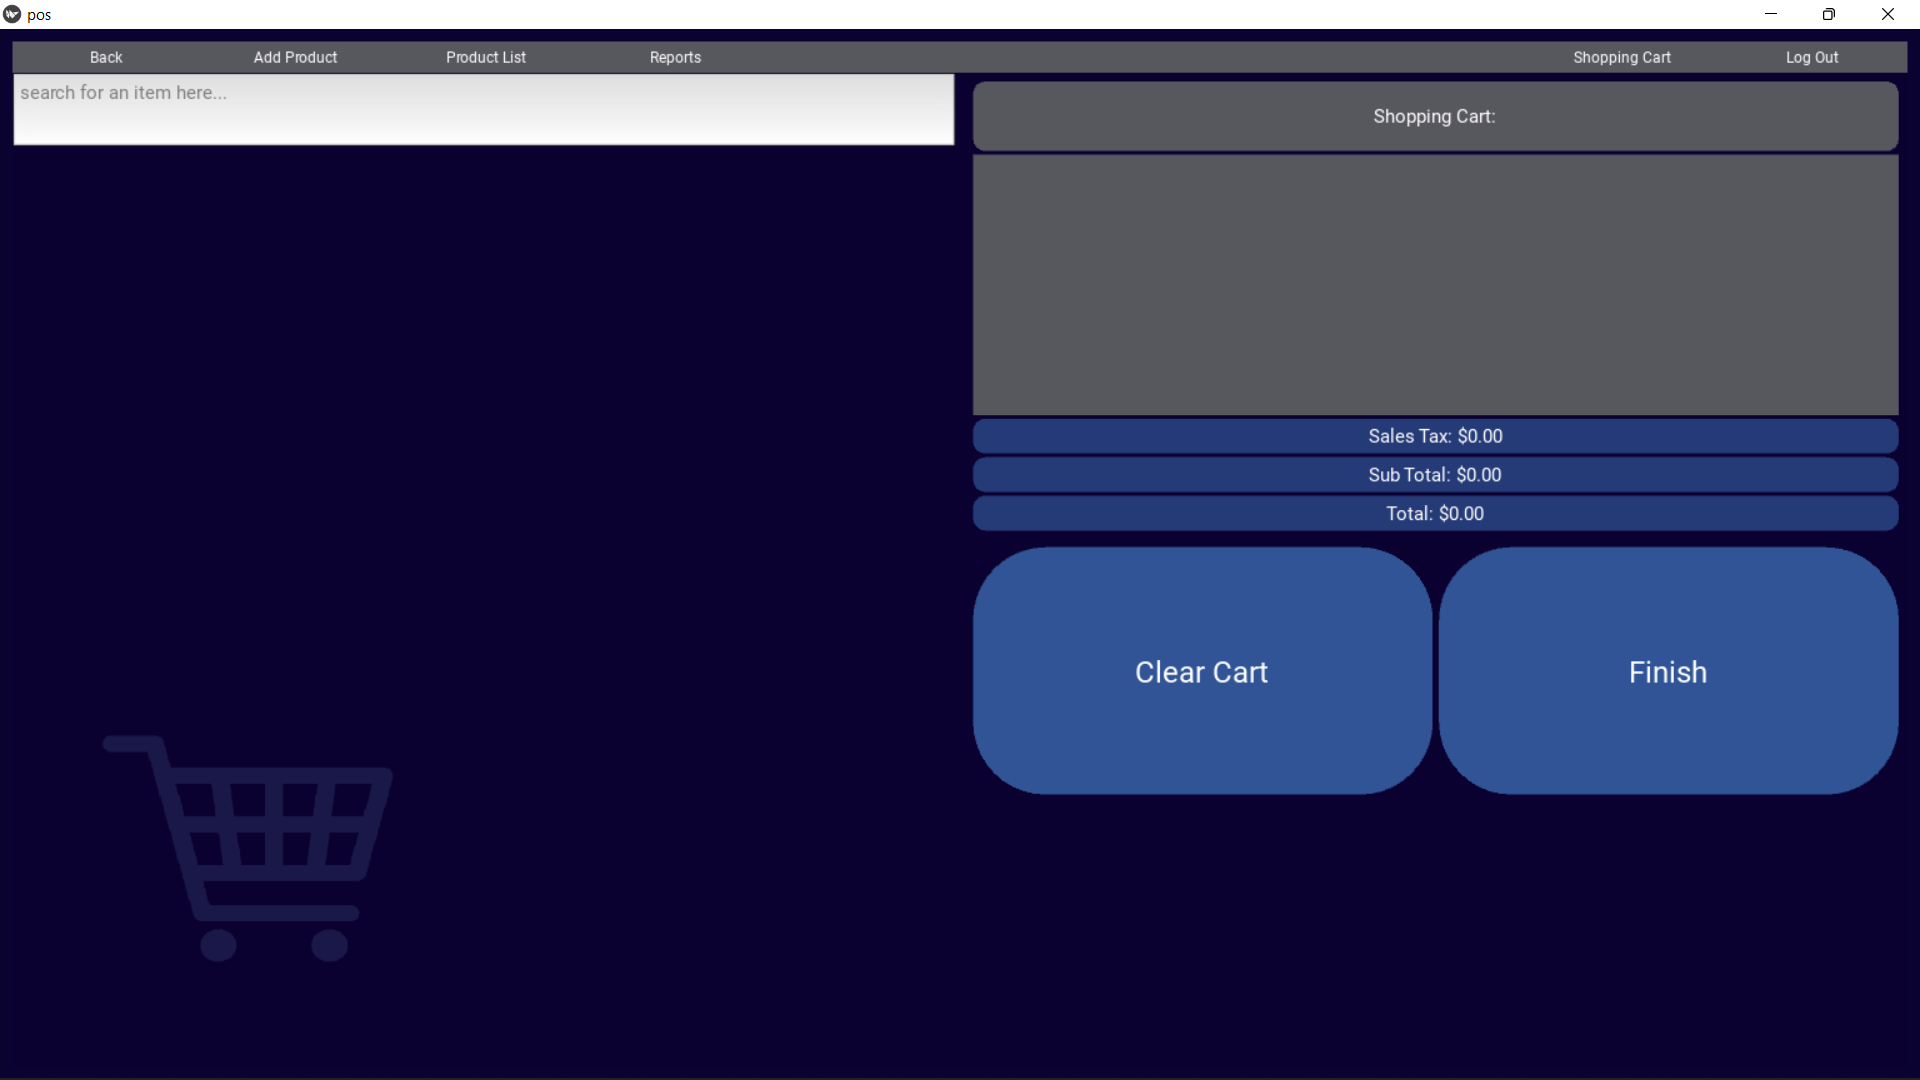 pos
Back Add Product Product List Reports Shopping Cart Log Out
search for an item here...
Shopping Cart:
Sales Tax: $0.00
Sub Total: $0.00
Total: $0.00
Clear Cart Finish